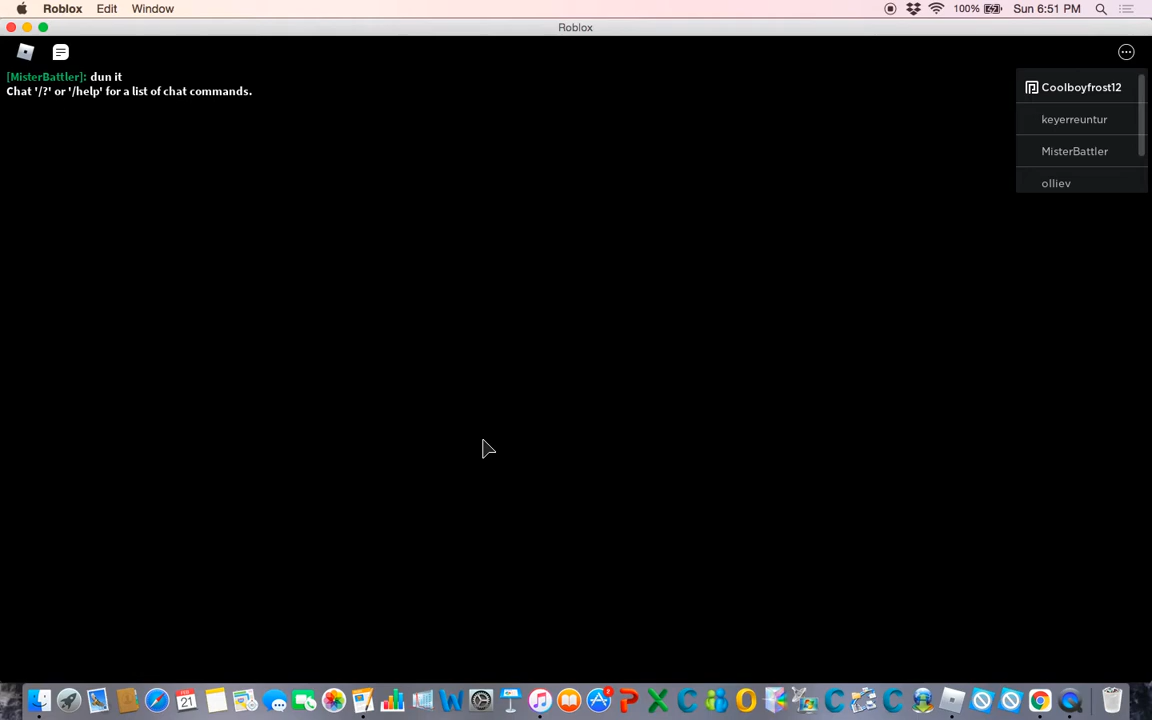 Roblox Edit Window 100% Sun 6:51 PM
Roblox
[MisterBattler]: dun it
Chat '/?' or '/help' for a list of chat commands.
Coolboyfrost12
keyerreuntur
MisterBattler
olliev
21